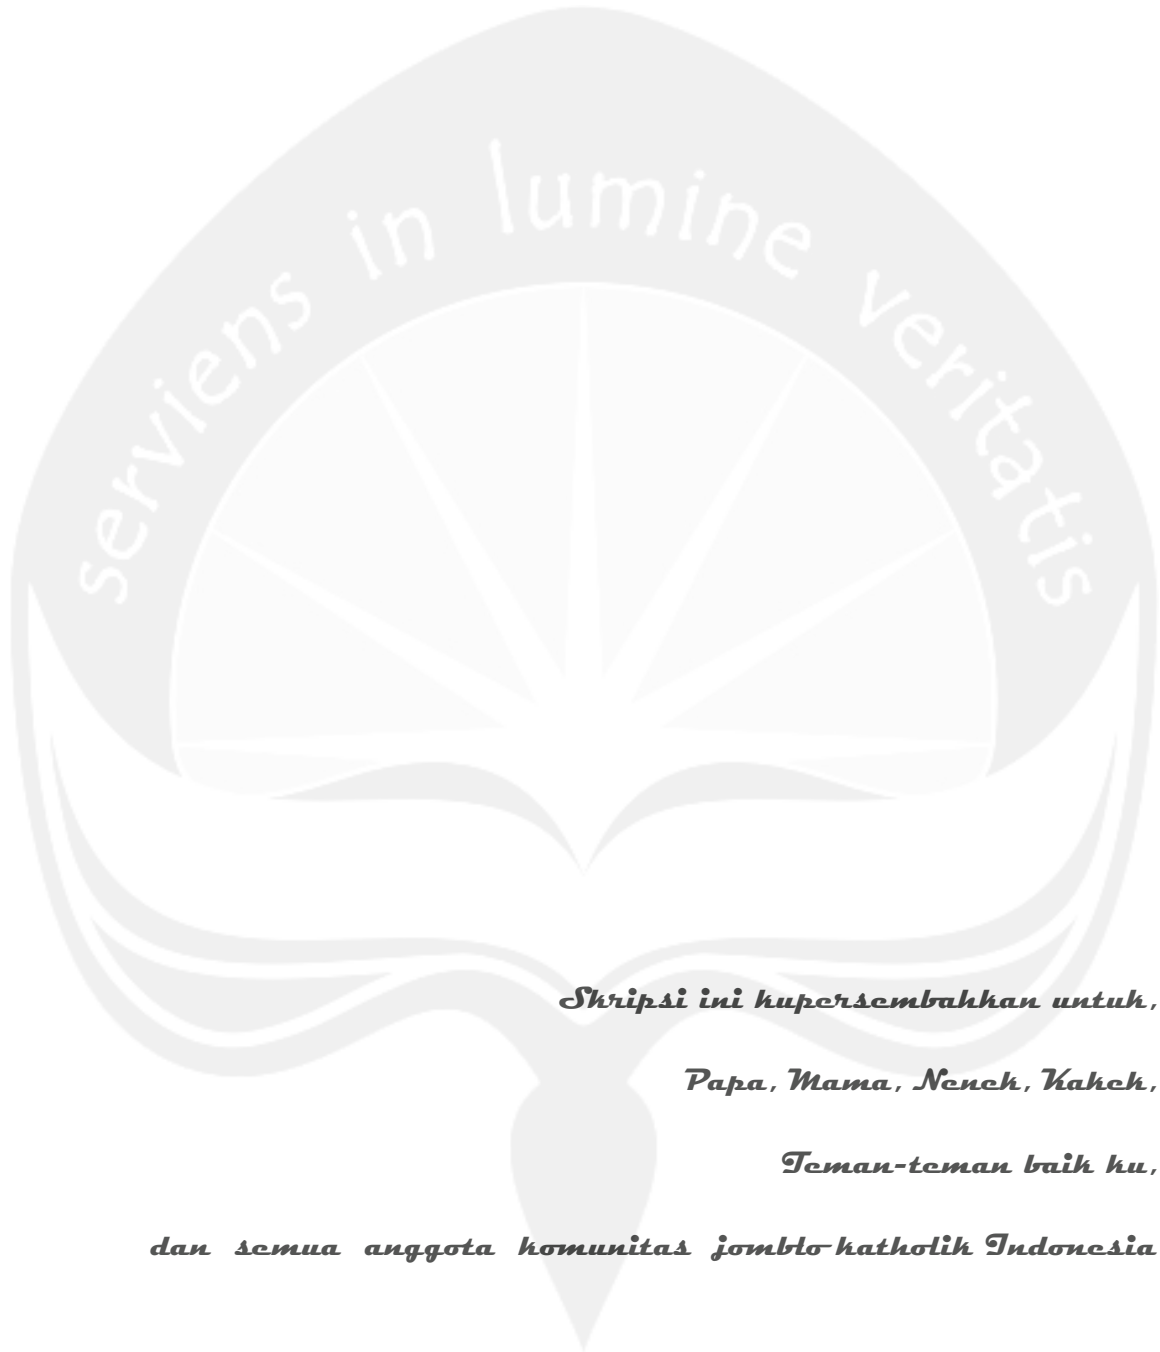 serviens in lumine veritatis
Skripsi ini kupersembahkan untuk,
Papa, Mama, Nenek, Kakek,
Teman-teman baik ku,
dan semua anggota komunitas jomblo katholik Indonesia